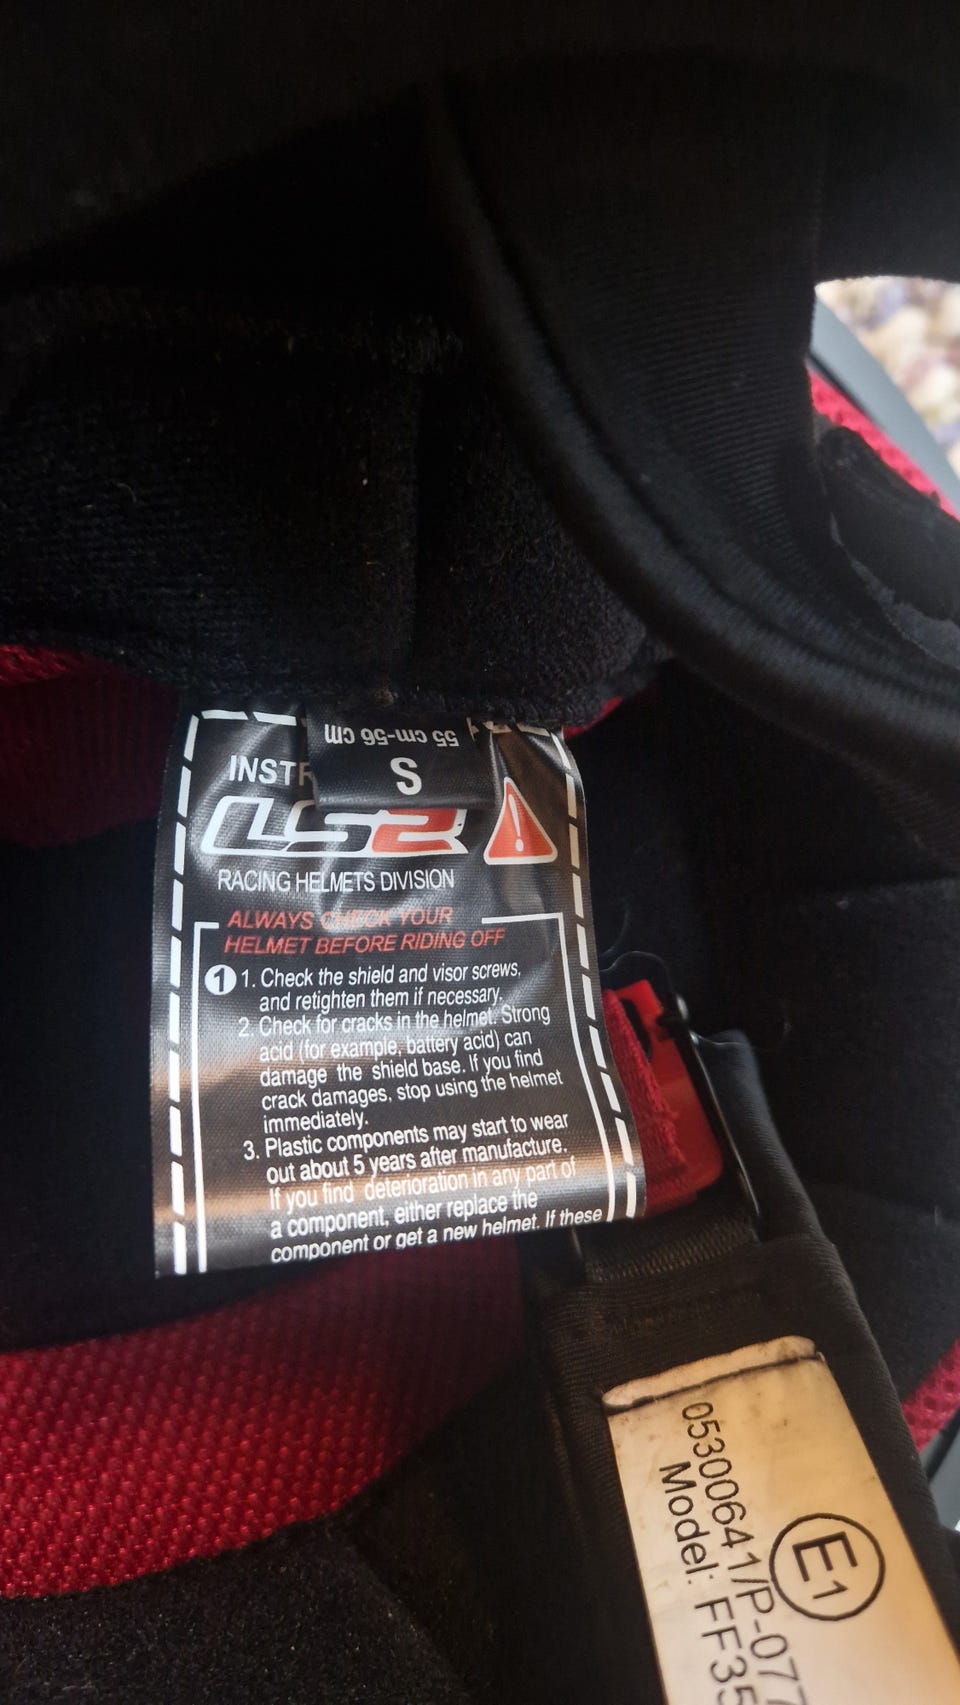 55 cm-56 cm
S
INSTR
LS2
RACING HELMETS DIVISION
ALWAYS CHECK YOUR
HELMET BEFORE RIDING OFF
1 1. Check the shield and visor screws,
and retighten them if necessary.
2. Check for cracks in the helmet. Strong
acid (for example, battery acid) can
damage the shield base. If you find
crack damages, stop using the helmet
immediately.
3. Plastic components may start to wear
out about 5 years after manufacture.
If you find deterioration in any part of
a component, either replace the
component or get a new helmet. If these
E1
05300641/P-077
Model: FF35